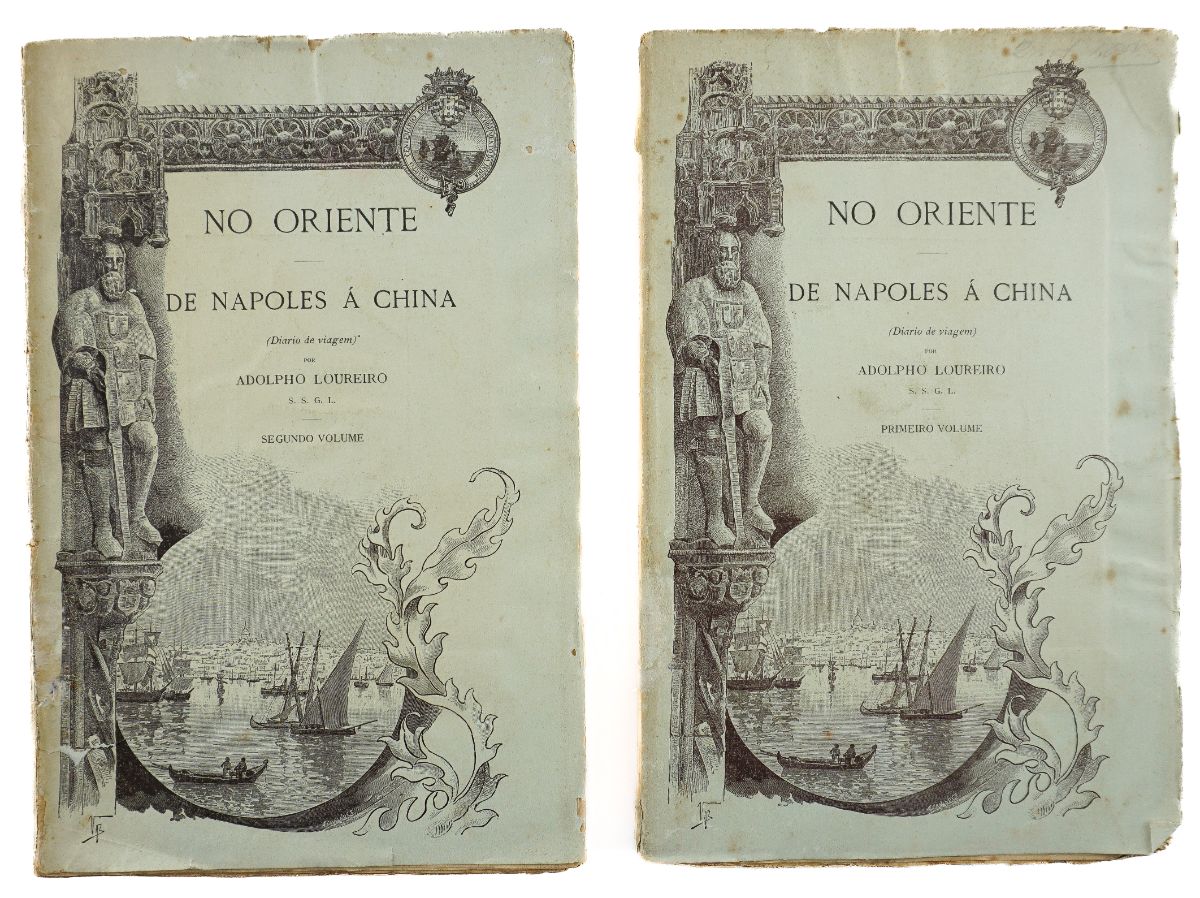 NO ORIENTE
DE NAPOLES Á CHINA
(Diario de viagem)
POR
ADOLPHO LOUREIRO
S. S. G. L.
SEGUNDO VOLUME
NO ORIENTE
DE NAPOLES Á CHINA
(Diario de viagem)
POR
ADOLPHO LOUREIRO
S. S. G. L.
PRIMEIRO VOLUME